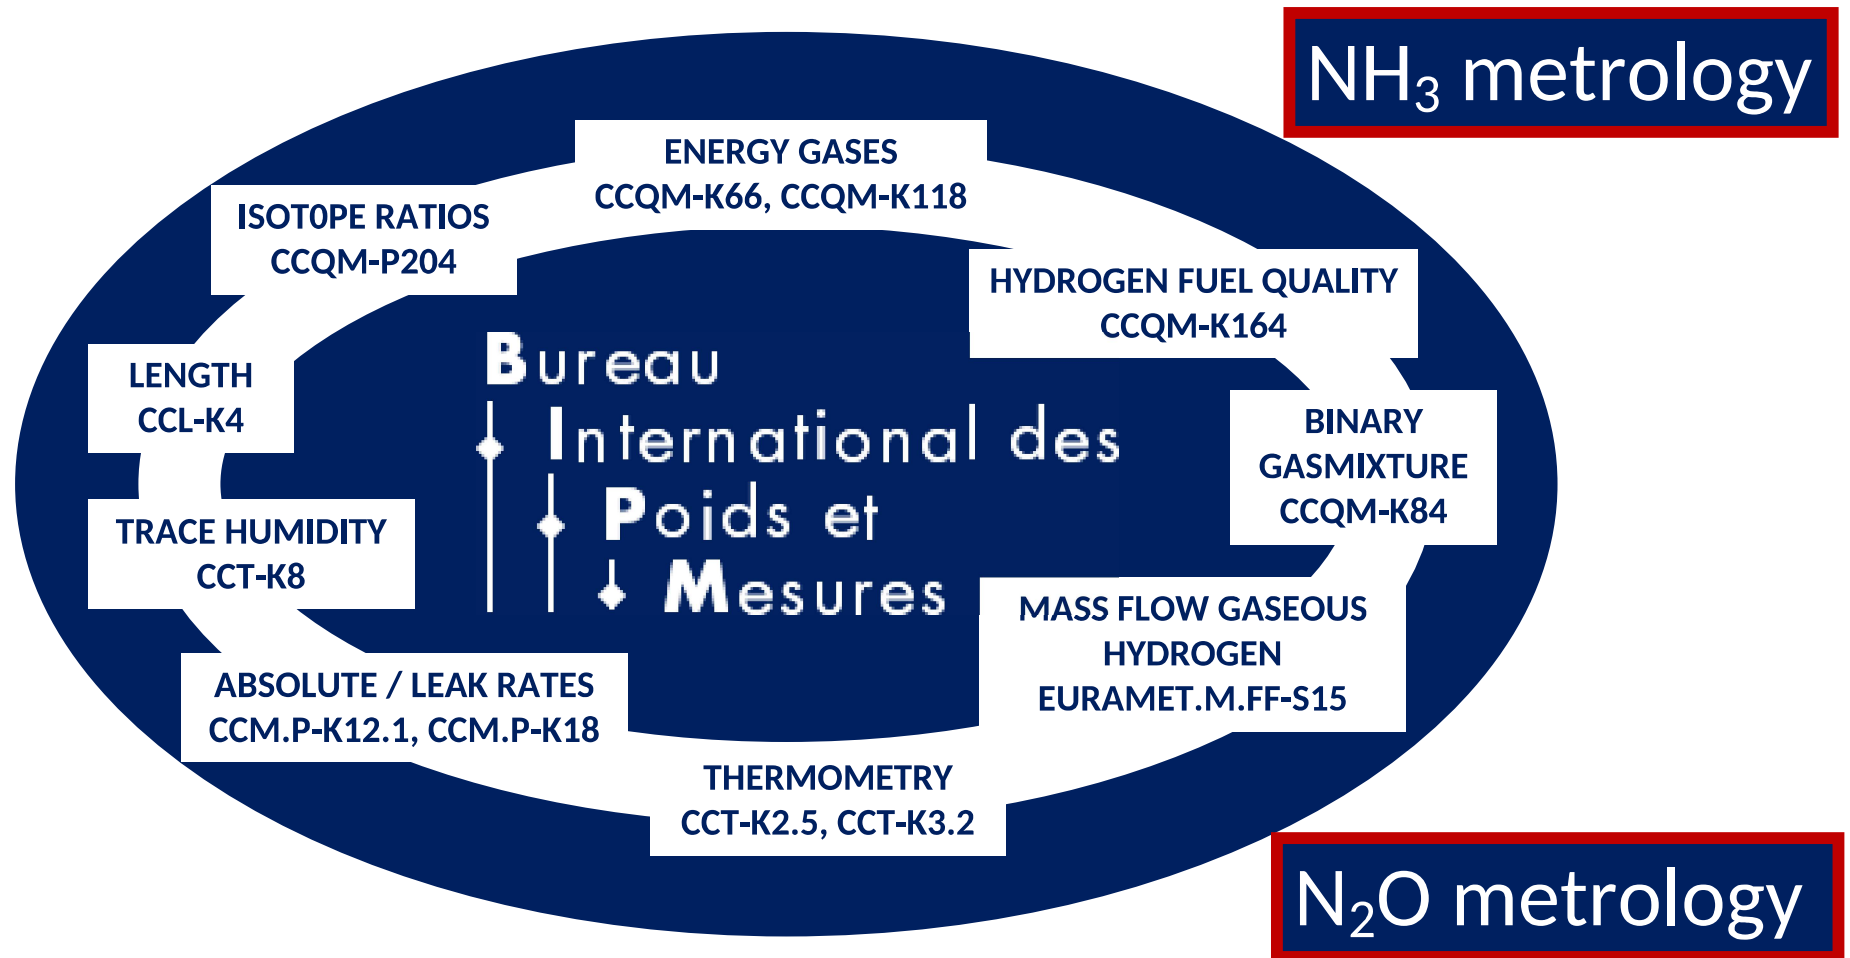 NH₃ metrology
ENERGY GASES
CCQM-K66, CCQM-K118
ISOT0PE RATIOS
CCQM-P204
HYDROGEN FUEL QUALITY
CCQM-K164
LENGTH
CCL-K4
Bureau
International des
Poids et
Mesures
BINARY
GASMIXTURE
CCQM-K84
TRACE HUMIDITY
CCT-K8
MASS FLOW GASEOUS
HYDROGEN
EURAMET.M.FF-S15
ABSOLUTE / LEAK RATES
CCM.P-K12.1, CCM.P-K18
THERMOMETRY
CCT-K2.5, CCT-K3.2
N₂O metrology